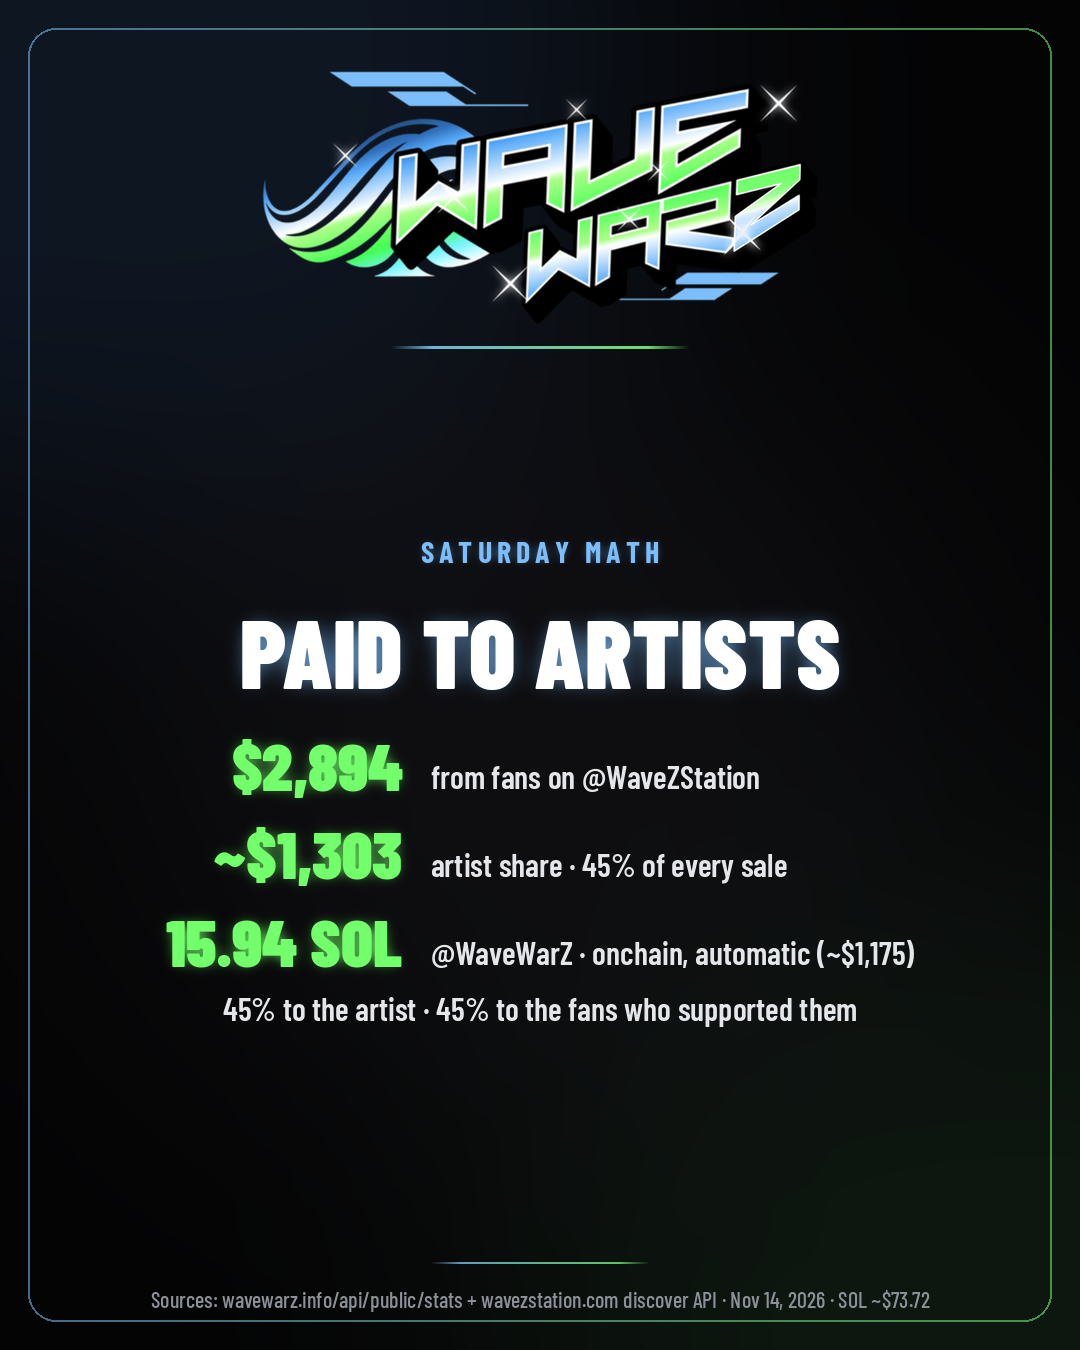 WAVE
WARZ
SATURDAY MATH
PAID TO ARTISTS
$2,894 from fans on @WaveZStation
~$1,303 artist share · 45% of every sale
15.94 SOL @WaveWarZ · onchain, automatic (~$1,175)
45% to the artist · 45% to the fans who supported them
Sources: wavewarz.info/api/public/stats + wavezstation.com discover API · Nov 14, 2026 · SOL ~$73.72